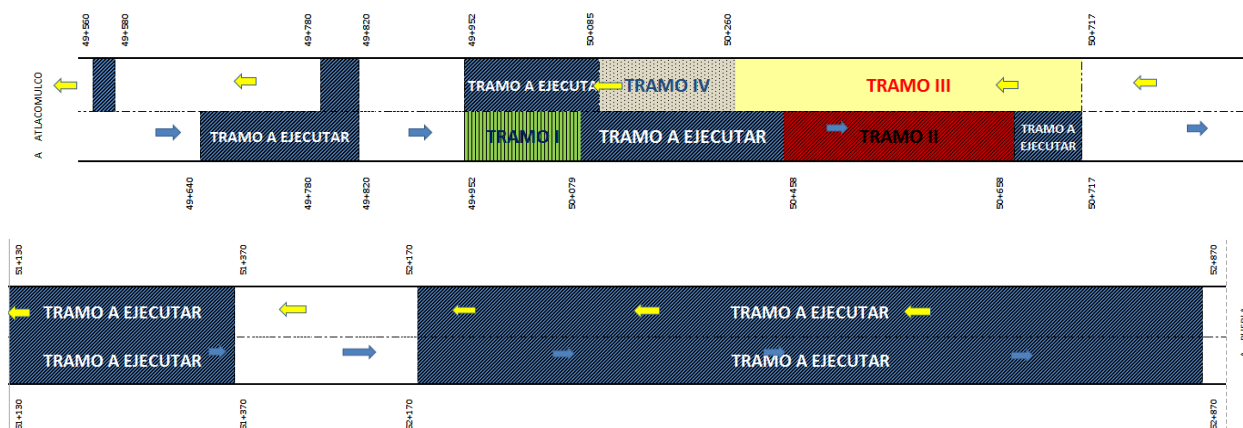 49+560
49+580
49+780
49+820
49+952
50+085
50+260
50+717
A ATLACOMULCO
TRAMO A EJECUTAR
TRAMO IV
TRAMO III
TRAMO A EJECUTAR
TRAMO I
TRAMO A EJECUTAR
TRAMO II
TRAMO A
EJECUTAR
49+640
49+780
49+820
49+952
50+079
50+458
50+658
50+717
51+130
51+370
52+170
52+870
TRAMO A EJECUTAR
TRAMO A EJECUTAR
TRAMO A EJECUTAR
TRAMO A EJECUTAR
51+130
51+370
52+170
52+870